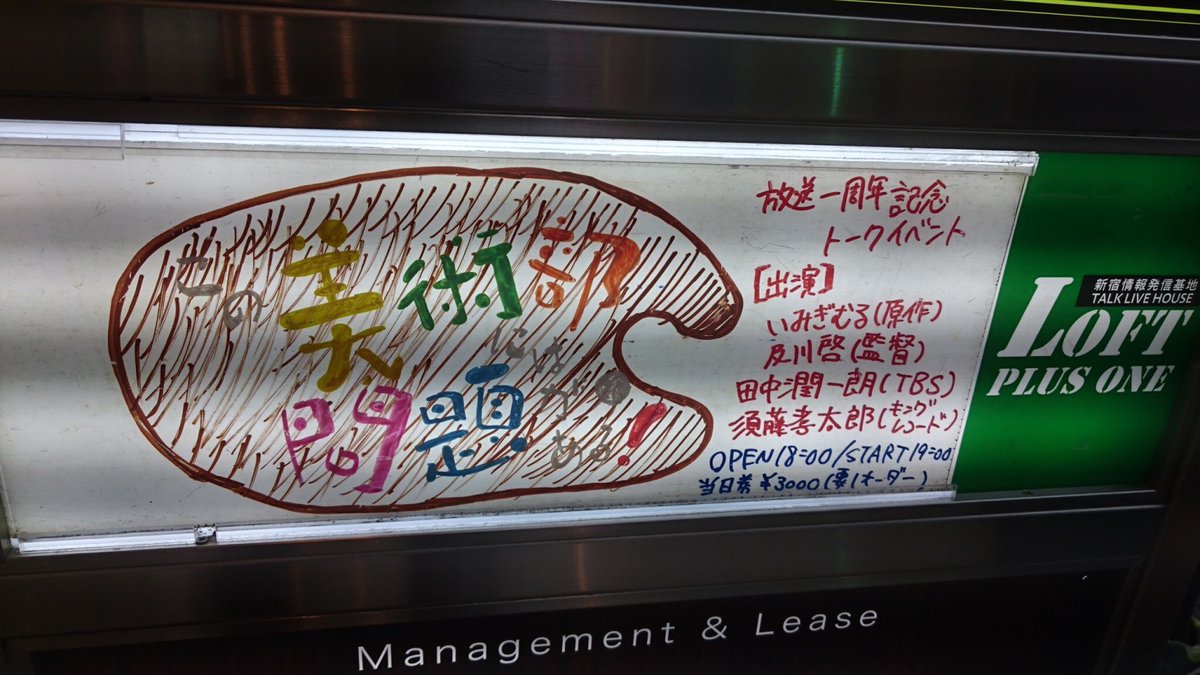 この美術部には
問題がある!
放送一周年記念
トークイベント
[出演]
いみぎむる(原作)
及川啓(監督)
田中潤一朗(TBS)
須藤孝太郎(キングレコード)
OPEN18:00/START19:00
当日券¥3000(要1オーダー)
新宿情報発信基地
TALK LIVE HOUSE
LOFT
PLUS ONE
Management & Lease